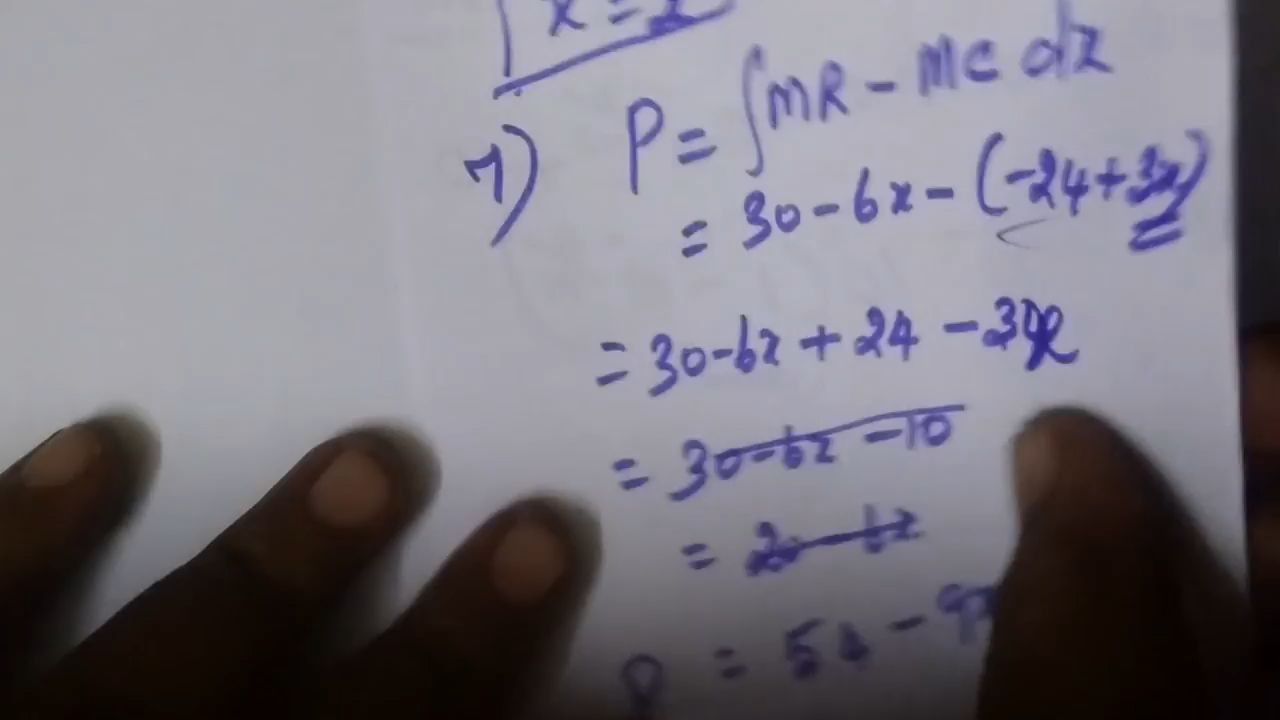 x = 2
7) P = ∫ MR - MC dx
= 30 - 6x - (-24 + 3x)
= 30 - 6x + 24 - 3x
= 30 - 6x - 10
= 20 - 6x
P = 54 - 9x